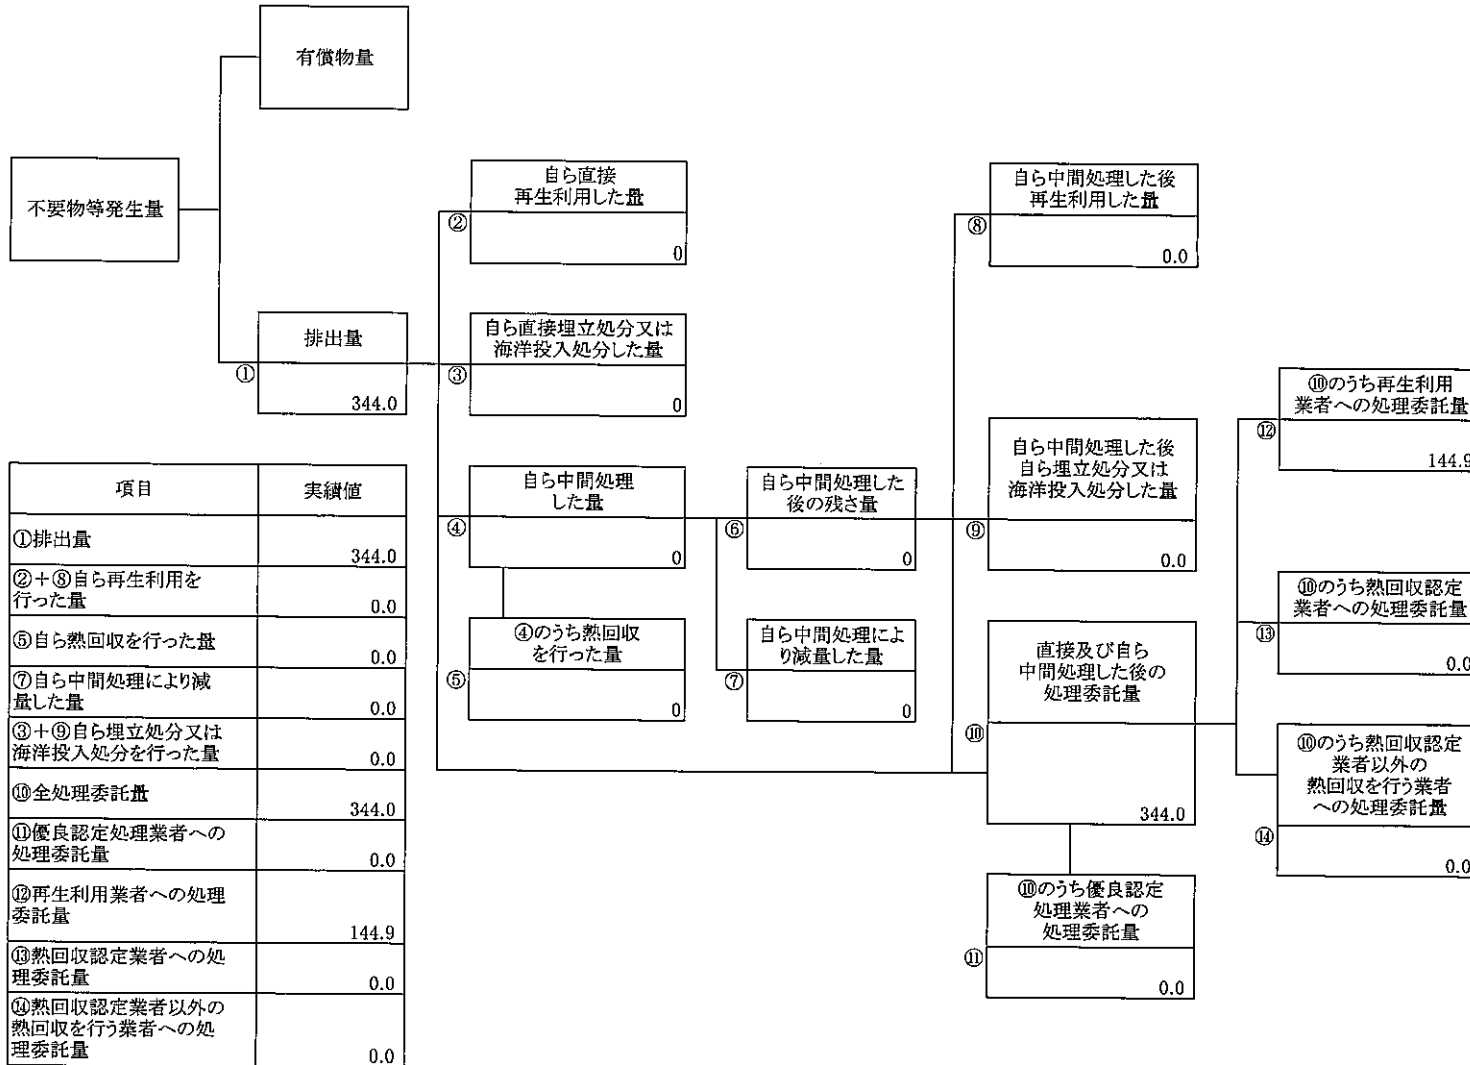 有償物量
不要物等発生量
排出量
①
344.0
自ら直接
再生利用した量
②
0
自ら直接埋立処分又は
海洋投入処分した量
③
0
自ら中間処理
した量
④
0
④のうち熱回収
を行った量
⑤
0
自ら中間処理した
後の残さ量
⑥
0
自ら中間処理によ
り減量した量
⑦
0
自ら中間処理した後
再生利用した量
⑧
0.0
自ら中間処理した後
自ら埋立処分又は
海洋投入処分した量
⑨
0.0
直接及び自ら
中間処理した後の
処理委託量
⑩
344.0
⑩のうち優良認定
処理業者への
処理委託量
⑪
0.0
⑩のうち再生利用
業者への処理委託量
⑫
144.9
⑩のうち熱回収認定
業者への処理委託量
⑬
0.0
⑩のうち熱回収認定
業者以外の
熱回収を行う業者
への処理委託量
⑭
0.0
項目 実績値
①排出量
344.0
②+⑧自ら再生利用を
行った量 0.0
⑤自ら熱回収を行った量
0.0
⑦自ら中間処理により減
量した量 0.0
③+⑨自ら埋立処分又は
海洋投入処分を行った量 0.0
⑩全処理委託量
344.0
⑪優良認定処理業者への
処理委託量 0.0
⑫再生利用業者への処理
委託量
144.9
⑬熱回収認定業者への処
理委託量 0.0
⑭熱回収認定業者以外の
熱回収を行う業者への処
理委託量 0.0